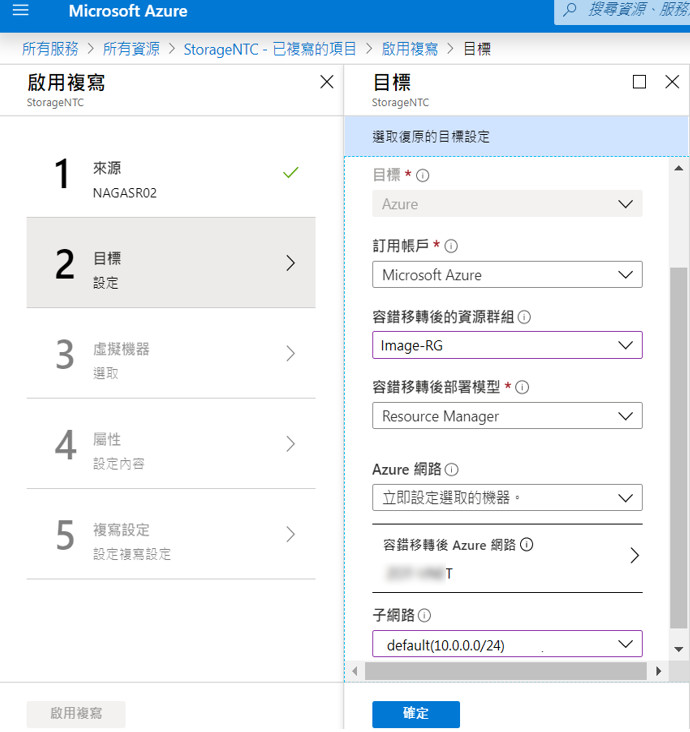 Microsoft Azure
搜尋資源、服務
所有服務 > 所有資源 > StorageNTC - 已複寫的項目 > 啟用複寫 > 目標
啟用複寫
StorageNTC
1
來源
NAGASR02
2
目標
設定
3
虛擬機器
選取
4
屬性
設定內容
5
複寫設定
設定複寫設定
啟用複寫
目標
StorageNTC
選取復原的目標設定
目標 *
Azure
訂用帳戶 *
Microsoft Azure
容錯移轉後的資源群組
Image-RG
容錯移轉後部署模型 *
Resource Manager
Azure 網路
立即設定選取的機器。
容錯移轉後 Azure 網路
子網路
default(10.0.0.0/24)
確定